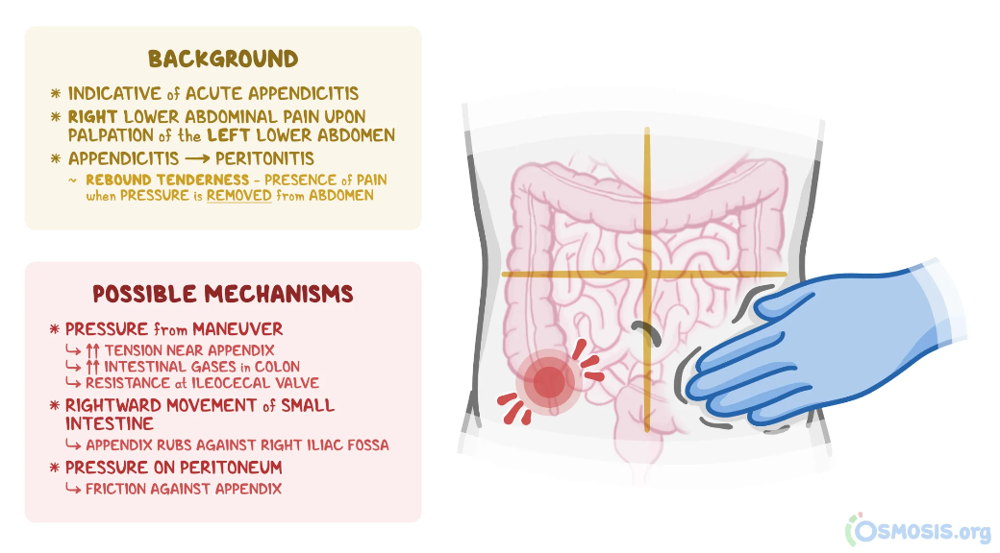 BACKGROUND
* INDICATIVE of ACUTE APPENDICITIS
* RIGHT LOWER ABDOMINAL PAIN UPON
PALPATION of the LEFT LOWER ABDOMEN
* APPENDICITIS → PERITONITIS
~ REBOUND TENDERNESS - PRESENCE of PAIN
when PRESSURE is REMOVED from ABDOMEN
POSSIBLE MECHANISMS
* PRESSURE from MANEUVER
↳ ↑↑ TENSION NEAR APPENDIX
↳ ↑↑ INTESTINAL GASES in COLON
↳ RESISTANCE at ILEOCECAL VALVE
* RIGHTWARD MOVEMENT of SMALL
INTESTINE
↳ APPENDIX RUBS AGAINST RIGHT ILIAC FOSSA
* PRESSURE ON PERITONEUM
↳ FRICTION AGAINST APPENDIX
OSMOSIS.org